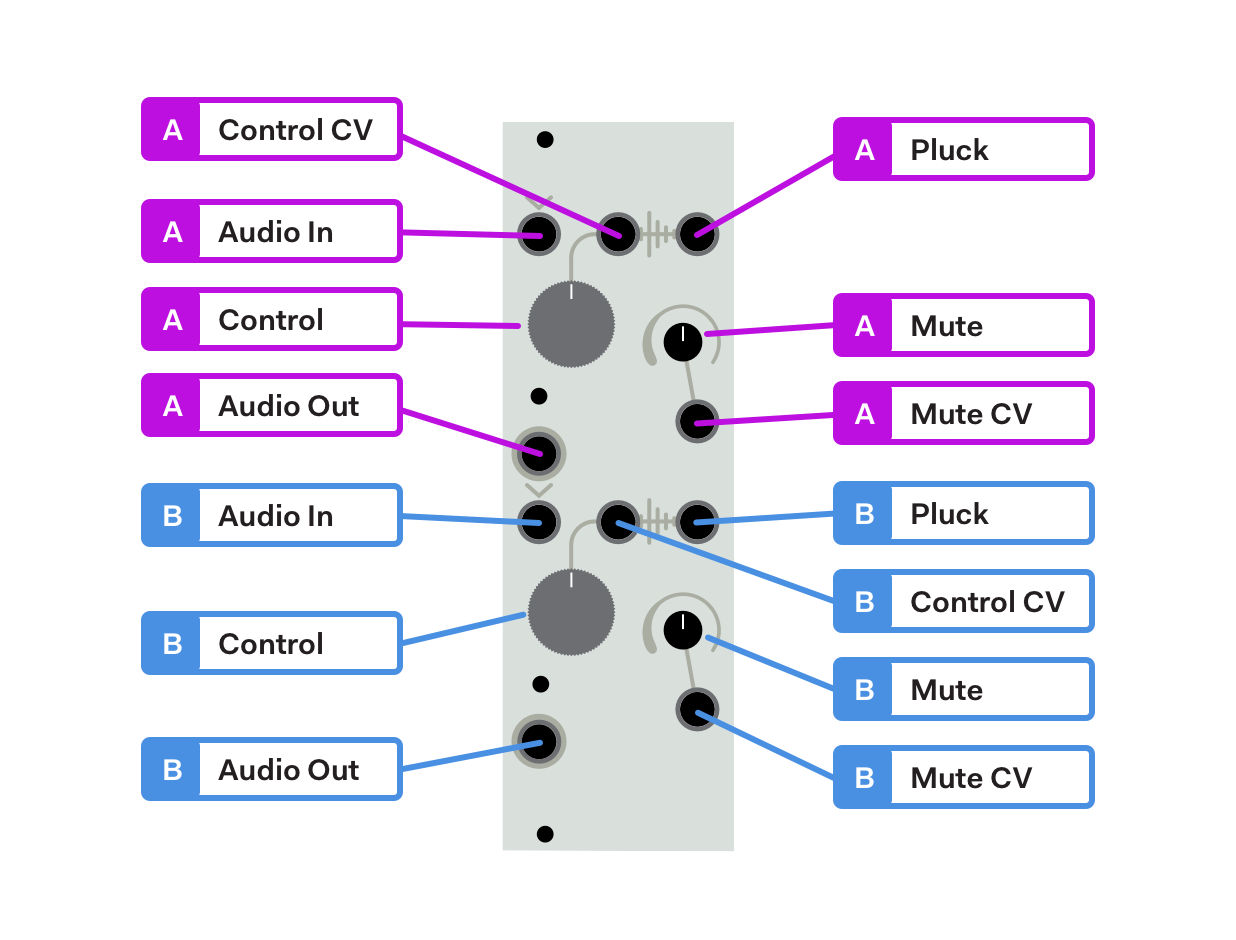 A Control CV
A Audio In
A Control
A Audio Out
B Audio In
B Control
B Audio Out
A Pluck
A Mute
A Mute CV
B Pluck
B Control CV
B Mute
B Mute CV